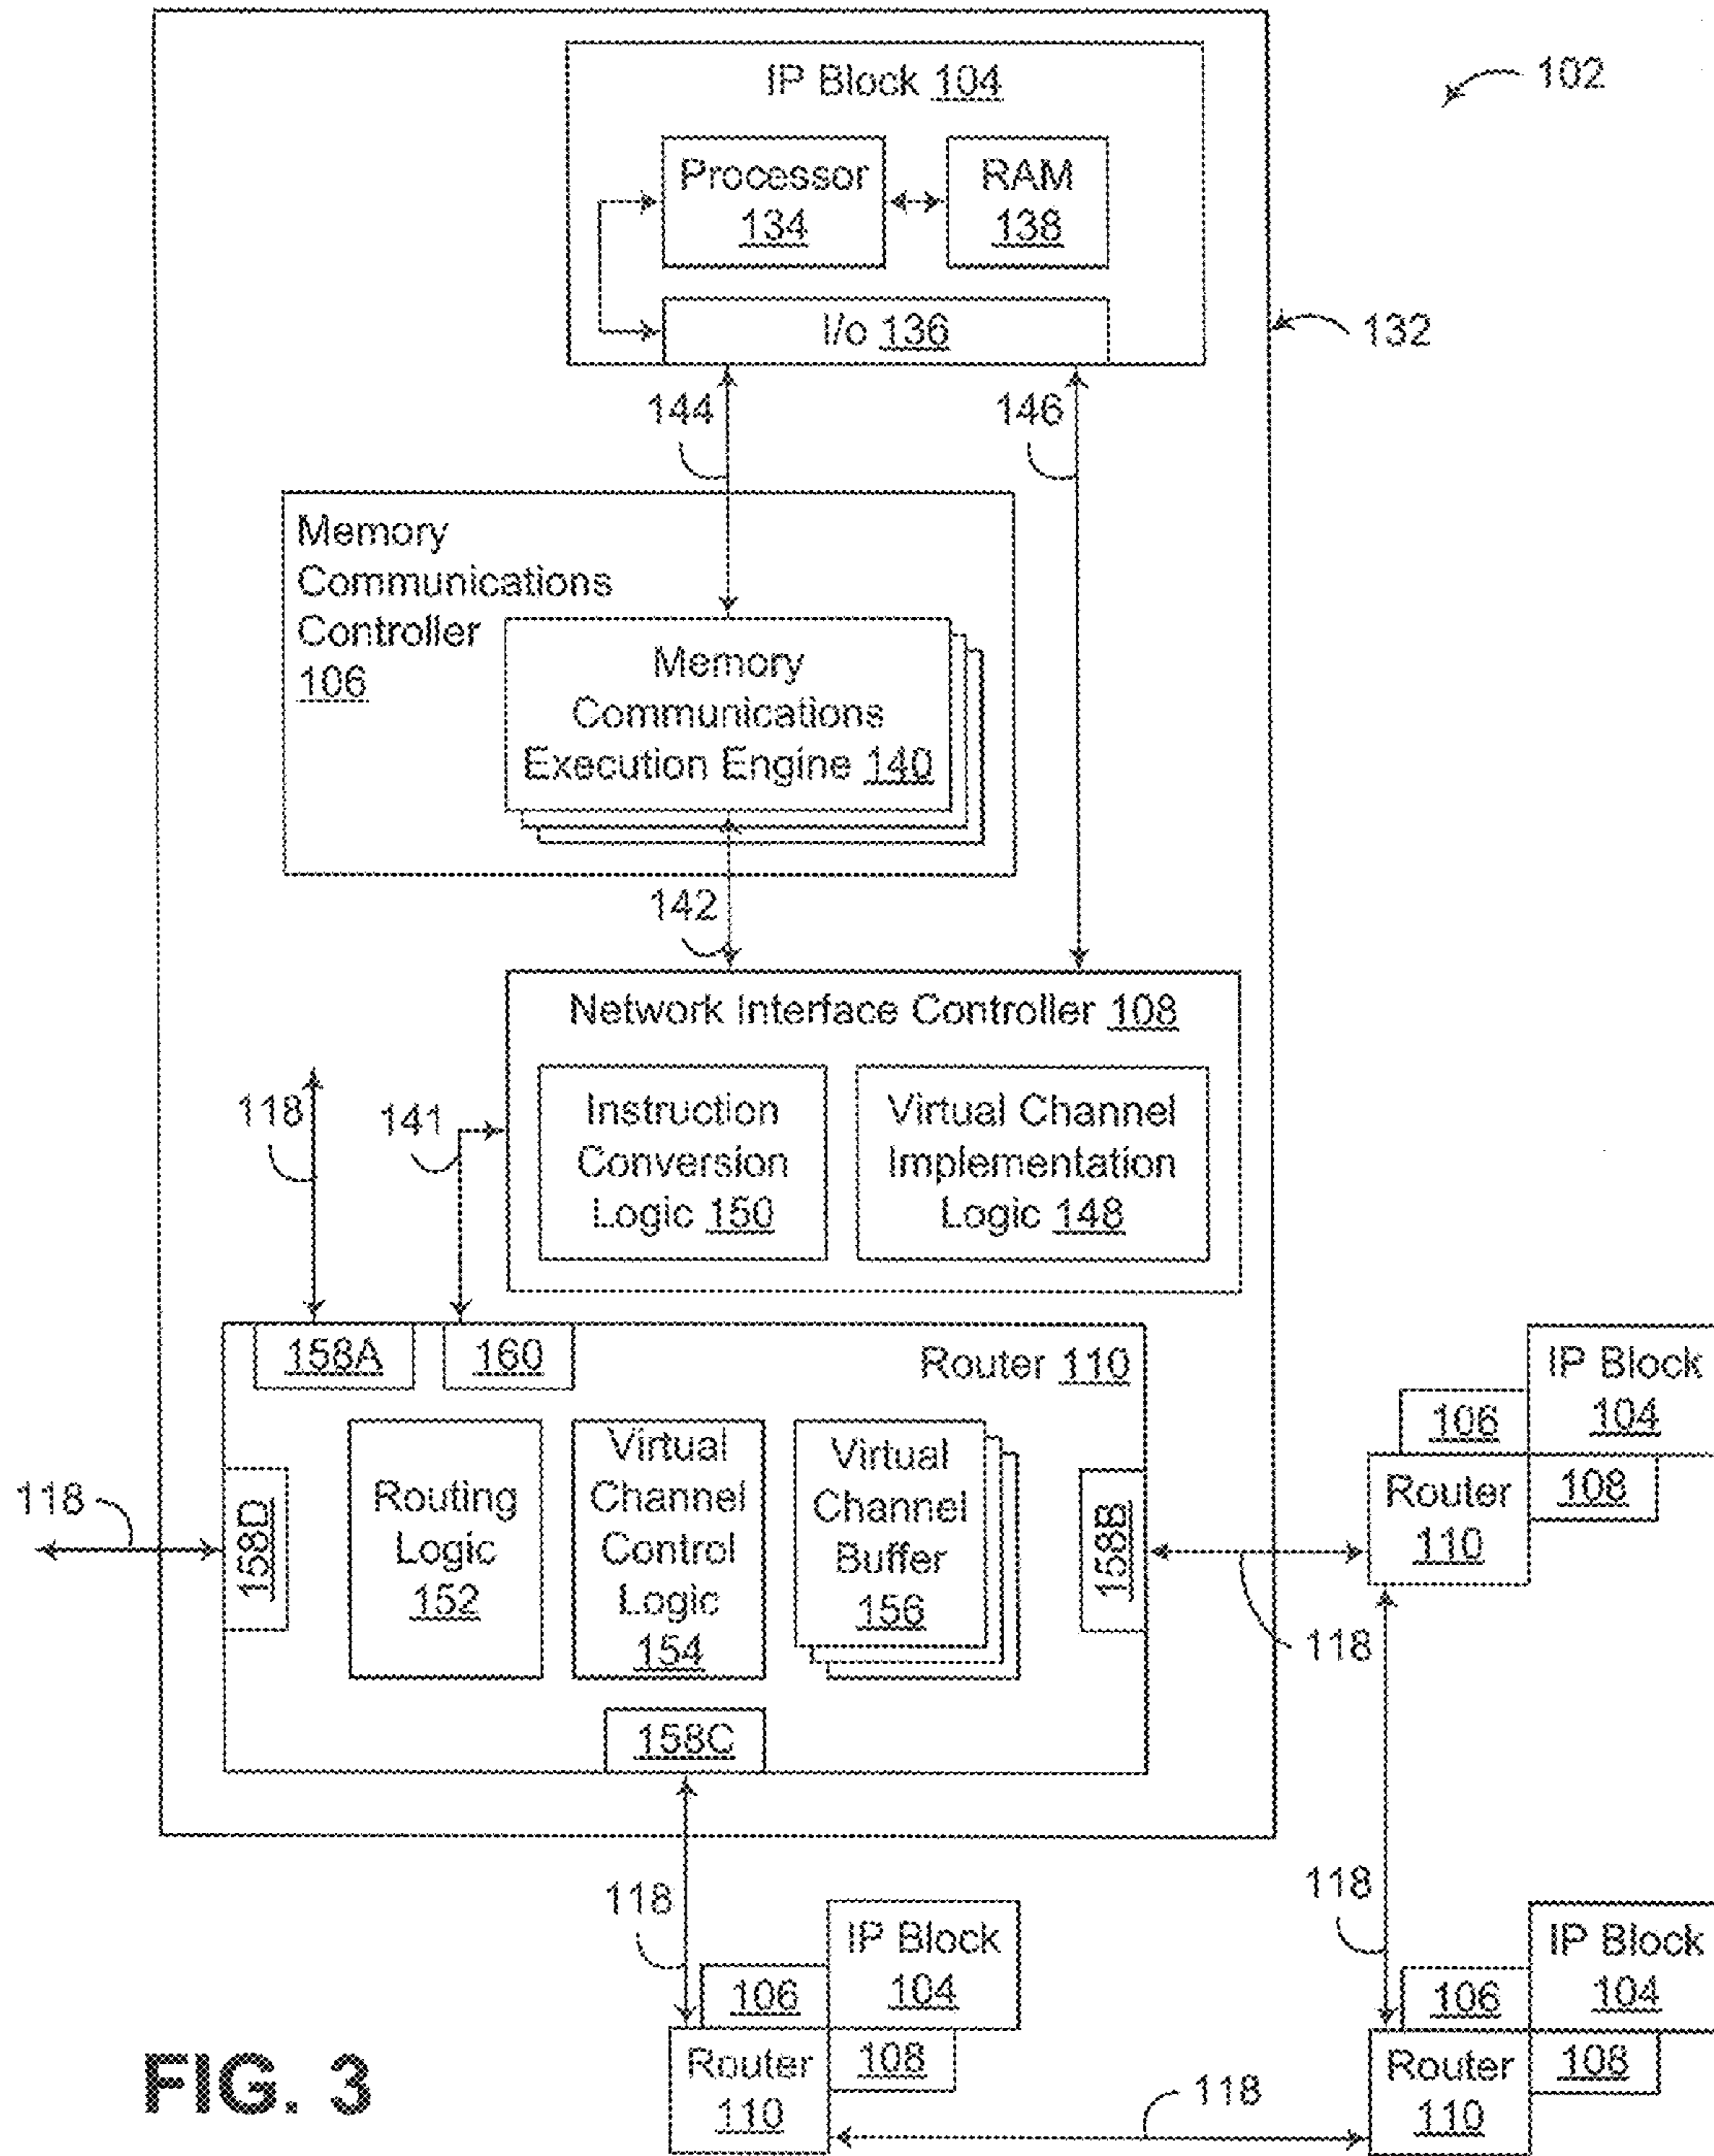 102
IP Block 104
Processor
134
RAM
138
I/o 136
132
144
146
Memory
Communications
Controller
106
Memory
Communications
Execution Engine 140
142
Network Interface Controller 108
118
141
Instruction
Conversion
Logic 150
Virtual Channel
Implementation
Logic 148
158A
160
Router 110
118
158D
Routing
Logic
152
Virtual
Channel
Control
Logic
154
Virtual
Channel
Buffer
156
158B
118
158C
IP Block
104
106
Router
110
108
118
118
IP Block
104
106
Router
110
108
118
IP Block
104
106
Router
110
108
FIG. 3